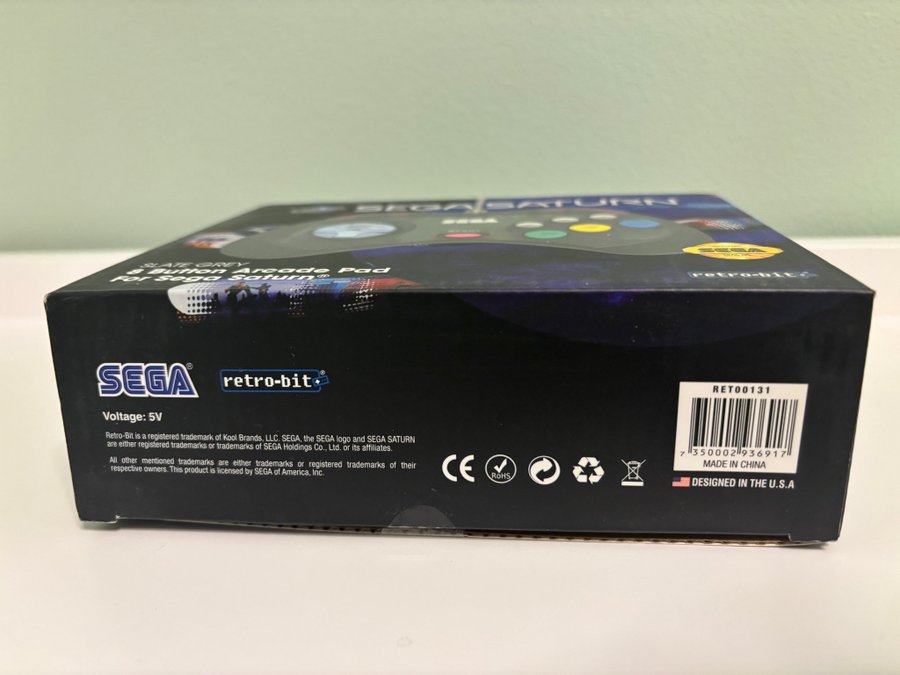 SEGA SATURN
SEGA
SEGA
SLATE GREY
8 Button Arcade Pad
For Sega Saturn®
retro-bit
SEGA®
retro-bit®
Voltage: 5V
Retro-Bit is a registered trademark of Kool Brands, LLC. SEGA, the SEGA logo and SEGA SATURN
are either registered trademarks or trademarks of SEGA Holdings Co., Ltd. or its affiliates.
All other mentioned trademarks are either trademarks or registered trademarks of their
respective owners. This product is licensed by SEGA of America, Inc.
CE
RoHS
RET00131
7 350002 936917
MADE IN CHINA
DESIGNED IN THE U.S.A